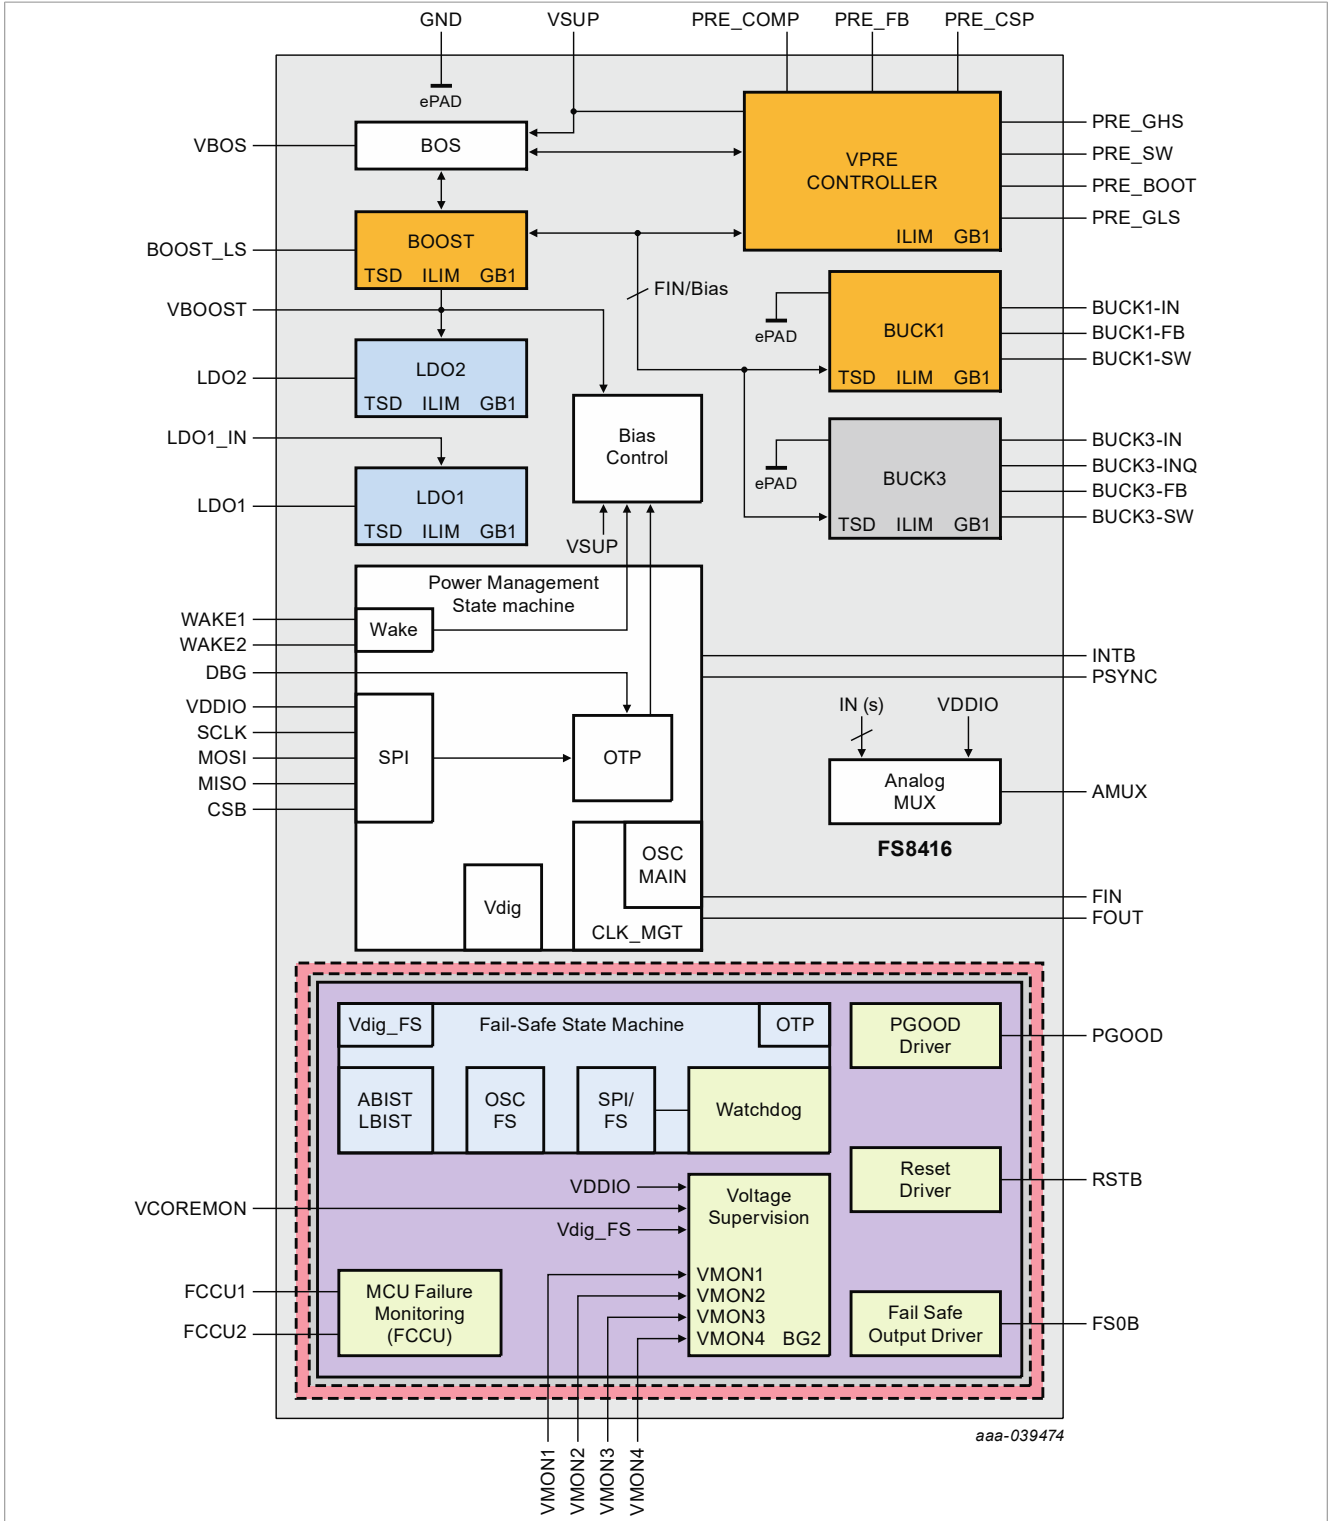 GND
VSUP
PRE_COMP
PRE_FB
PRE_CSP
ePAD
VBOS
BOS
VPRE
CONTROLLER
ILIM GB1
PRE_GHS
PRE_SW
PRE_BOOT
PRE_GLS
BOOST_LS
BOOST
TSD ILIM GB1
FIN/Bias
VBOOST
ePAD
BUCK1
TSD ILIM GB1
BUCK1-IN
BUCK1-FB
BUCK1-SW
LDO2
LDO2
TSD ILIM GB1
Bias
Control
VSUP
LDO1_IN
LDO1
LDO1
TSD ILIM GB1
ePAD
BUCK3
TSD ILIM GB1
BUCK3-IN
BUCK3-INQ
BUCK3-FB
BUCK3-SW
Power Management
State machine
WAKE1
WAKE2
Wake
DBG
VDDIO
SCLK
MOSI
MISO
CSB
SPI
OTP
INTB
PSYNC
IN (s)
VDDIO
Analog
MUX
AMUX
FS8416
OSC
MAIN
Vdig
CLK_MGT
FIN
FOUT
Vdig_FS
Fail-Safe State Machine
OTP
PGOOD
Driver
PGOOD
ABIST
LBIST
OSC
FS
SPI/
FS
Watchdog
Reset
Driver
RSTB
VDDIO
VCOREMON
Vdig_FS
Voltage
Supervision
VMON1
VMON2
VMON3
VMON4 BG2
FCCU1
FCCU2
MCU Failure
Monitoring
(FCCU)
Fail Safe
Output Driver
FS0B
aaa-039474
VMON1
VMON2
VMON3
VMON4